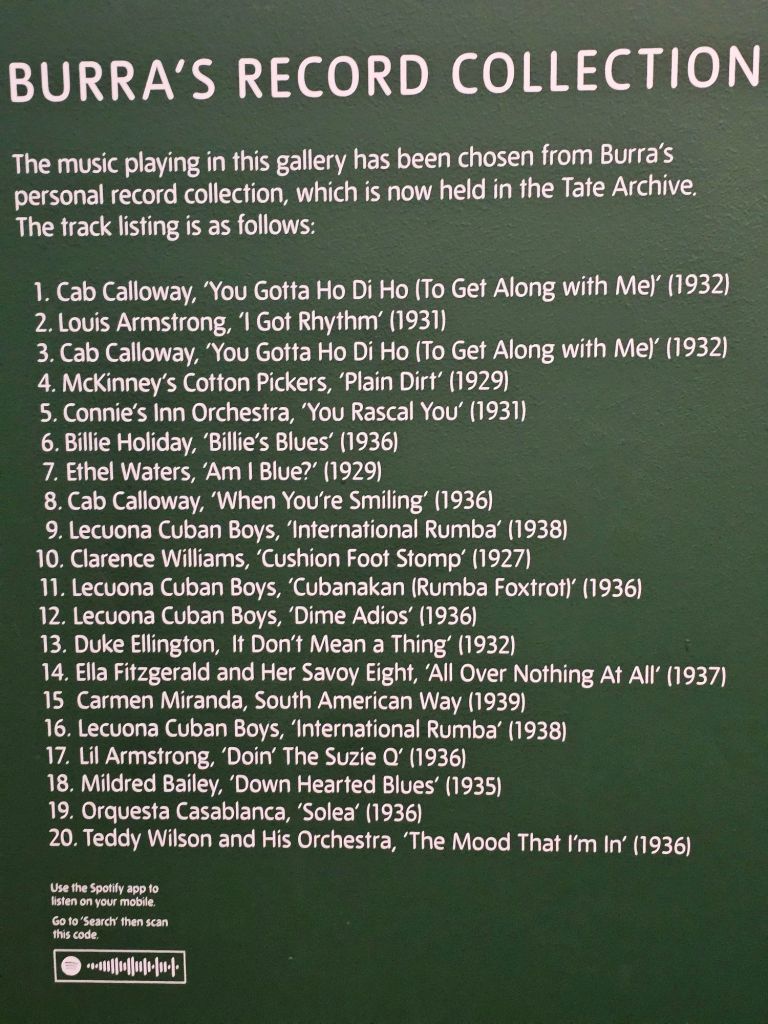 BURRA'S RECORD COLLECTION
The music playing in this gallery has been chosen from Burra's
personal record collection, which is now held in the Tate Archive.
The track listing is as follows:
1. Cab Calloway, 'You Gotta Ho Di Ho (To Get Along with Me)' (1932)
2. Louis Armstrong, 'I Got Rhythm' (1931)
3. Cab Calloway, 'You Gotta Ho Di Ho (To Get Along with Me)' (1932)
4. McKinney's Cotton Pickers, 'Plain Dirt' (1929)
5. Connie's Inn Orchestra, 'You Rascal You' (1931)
6. Billie Holiday, 'Billie's Blues' (1936)
7. Ethel Waters, 'Am I Blue?' (1929)
8. Cab Calloway, 'When You're Smiling' (1936)
9. Lecuona Cuban Boys, 'International Rumba' (1938)
10. Clarence Williams, 'Cushion Foot Stomp' (1927)
11. Lecuona Cuban Boys, 'Cubanakan (Rumba Foxtrot)' (1936)
12. Lecuona Cuban Boys, 'Dime Adios' (1936)
13. Duke Ellington,  It Don't Mean a Thing' (1932)
14. Ella Fitzgerald and Her Savoy Eight, 'All Over Nothing At All' (1937)
15  Carmen Miranda, South American Way (1939)
16. Lecuona Cuban Boys, 'International Rumba' (1938)
17. Lil Armstrong, 'Doin' The Suzie Q' (1936)
18. Mildred Bailey, 'Down Hearted Blues' (1935)
19. Orquesta Casablanca, 'Solea' (1936)
20. Teddy Wilson and His Orchestra, 'The Mood That I'm In' (1936)
Use the Spotify app to
listen on your mobile.
Go to 'Search' then scan
this code.